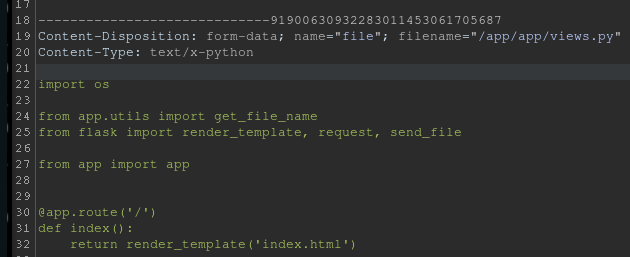 17
18 -----------------------------91900630932283011453061705687
19 Content-Disposition: form-data; name="file"; filename="/app/app/views.py"
20 Content-Type: text/x-python
21
22 import os
23
24 from app.utils import get_file_name
25 from flask import render_template, request, send_file
26
27 from app import app
28
29
30 @app.route('/')
31 def index():
32     return render_template('index.html')